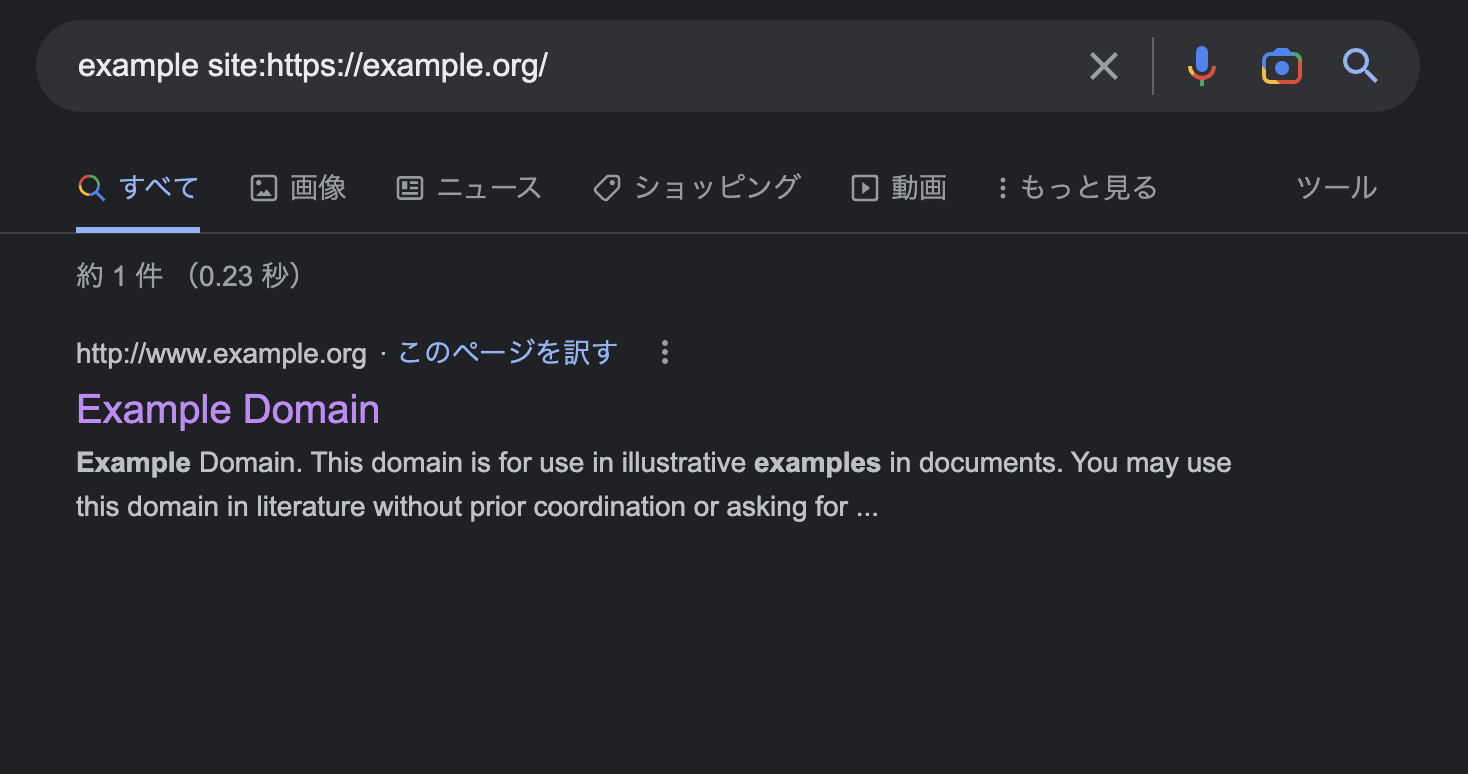 example site:https://example.org/
すべて 画像 ニュース ショッピング 動画 もっと見る ツール
約 1 件 （0.23 秒）
http://www.example.org · このページを訳す
Example Domain
Example Domain. This domain is for use in illustrative examples in documents. You may use
this domain in literature without prior coordination or asking for ...